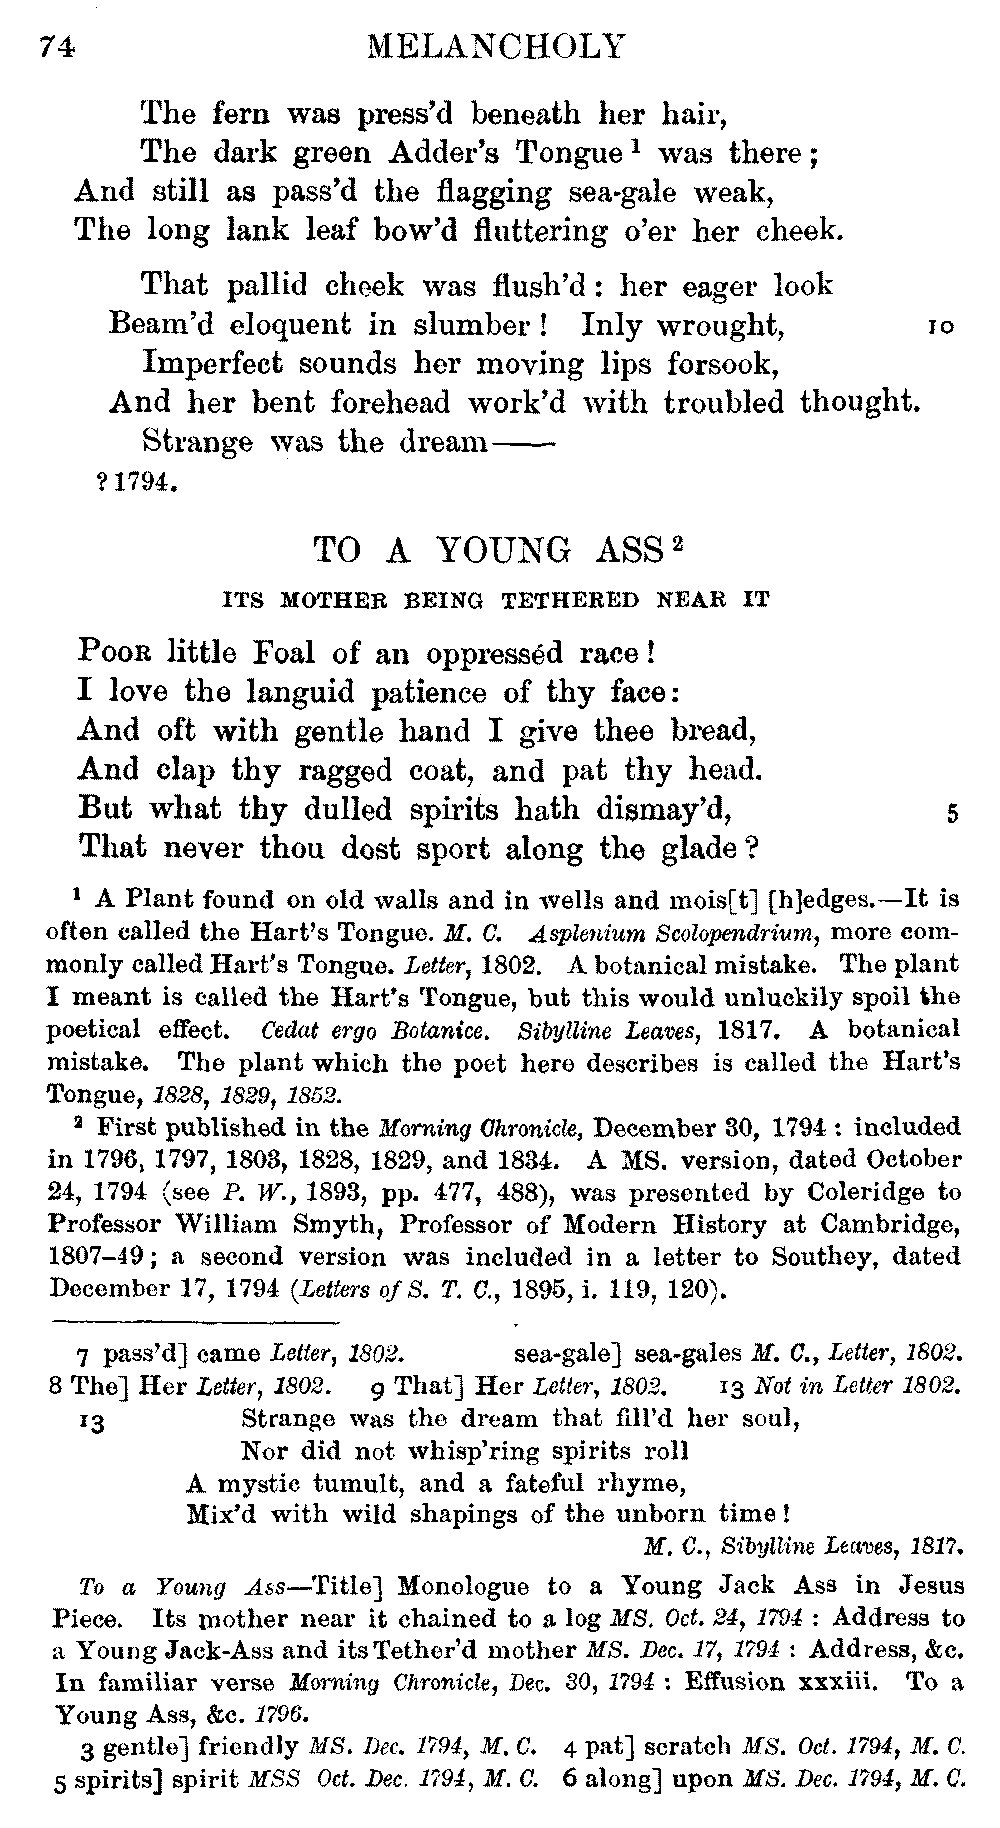 74 MELANCHOLY
The fern was press'd beneath her hair,
The dark green Adder's Tongue ¹ was there ;
And still as pass'd the flagging sea-gale weak,
The long lank leaf bow'd fluttering o'er her cheek.
That pallid cheek was flush'd : her eager look
Beam'd eloquent in slumber ! Inly wrought, 10
Imperfect sounds her moving lips forsook,
And her bent forehead work'd with troubled thought.
Strange was the dream——
? 1794.
TO A YOUNG ASS ²
ITS MOTHER BEING TETHERED NEAR IT
POOR little Foal of an oppresséd race !
I love the languid patience of thy face:
And oft with gentle hand I give thee bread,
And clap thy ragged coat, and pat thy head.
But what thy dulled spirits hath dismay'd, 5
That never thou dost sport along the glade ?
¹ A Plant found on old walls and in wells and mois[t] [h]edges.—It is
often called the Hart's Tongue. M. C. Asplenium Scolopendrium, more com-
monly called Hart's Tongue. Letter, 1802. A botanical mistake. The plant
I meant is called the Hart's Tongue, but this would unluckily spoil the
poetical effect. Cedat ergo Botanice. Sibylline Leaves, 1817. A botanical
mistake. The plant which the poet here describes is called the Hart's
Tongue, 1828, 1829, 1852.
² First published in the Morning Chronicle, December 30, 1794 : included
in 1796, 1797, 1803, 1828, 1829, and 1834. A MS. version, dated October
24, 1794 (see P. W., 1893, pp. 477, 488), was presented by Coleridge to
Professor William Smyth, Professor of Modern History at Cambridge,
1807–49 ; a second version was included in a letter to Southey, dated
December 17, 1794 (Letters of S. T. C., 1895, i. 119, 120).
7 pass'd] came Letter, 1802. sea-gale] sea-gales M. C., Letter, 1802.
8 The] Her Letter, 1802. 9 That] Her Letter, 1802. 13 Not in Letter 1802.
13 Strange was the dream that fill'd her soul,
Nor did not whisp'ring spirits roll
A mystic tumult, and a fateful rhyme,
Mix'd with wild shapings of the unborn time !
M. C., Sibylline Leaves, 1817.
To a Young Ass—Title] Monologue to a Young Jack Ass in Jesus
Piece. Its mother near it chained to a log MS. Oct. 24, 1794 : Address to
a Young Jack-Ass and its Tether'd mother MS. Dec. 17, 1794 : Address, &c.
In familiar verse Morning Chronicle, Dec. 30, 1794 : Effusion xxxiii. To a
Young Ass, &c. 1796.
3 gentle] friendly MS. Dec. 1794, M. C. 4 pat] scratch MS. Oct. 1794, M. C.
5 spirits] spirit MSS Oct. Dec. 1794, M. C. 6 along] upon MS. Dec. 1794, M. C.